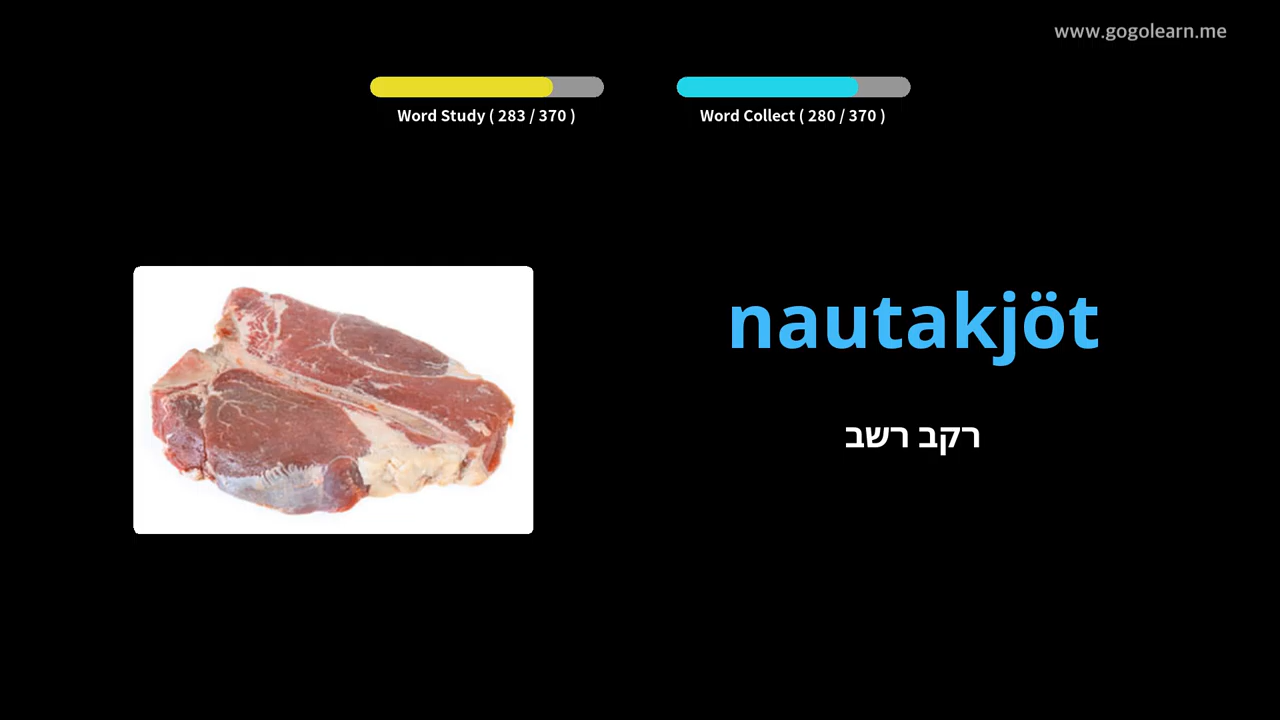 www.gogolearn.me
Word Study ( 283 / 370 )
Word Collect ( 280 / 370 )
nautakjöt
רקב רשב